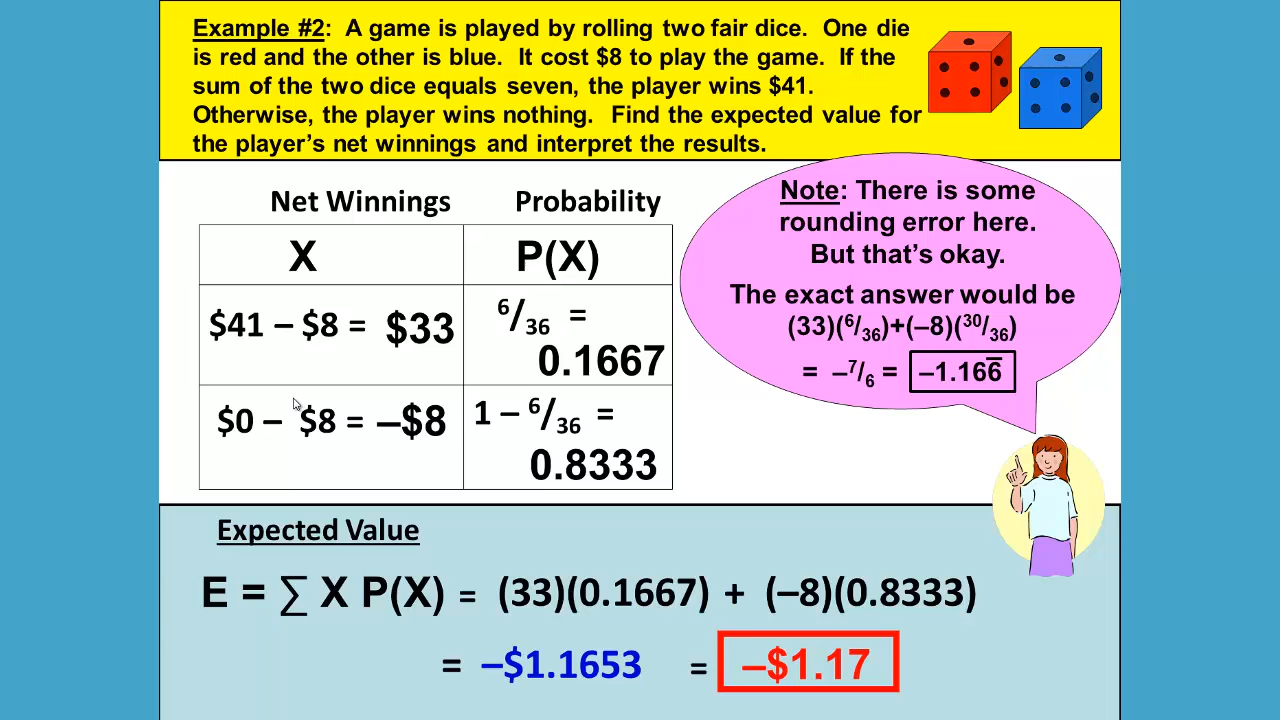 Example #2: A game is played by rolling two fair dice. One die
is red and the other is blue. It cost $8 to play the game. If the
sum of the two dice equals seven, the player wins $41.
Otherwise, the player wins nothing. Find the expected value for
the player’s net winnings and interpret the results.
Net Winnings Probability
X P(X)
$41 – $8 = $33 6/36 =
0.1667
$0 – $8 = –$8 1 – 6/36 =
0.8333
Note: There is some
rounding error here.
But that’s okay.
The exact answer would be
(33)(6/36)+(–8)(30/36)
= –7/6 = –1.166̅
Expected Value
E = ∑ X P(X) = (33)(0.1667) + (–8)(0.8333)
= –$1.1653 = –$1.17